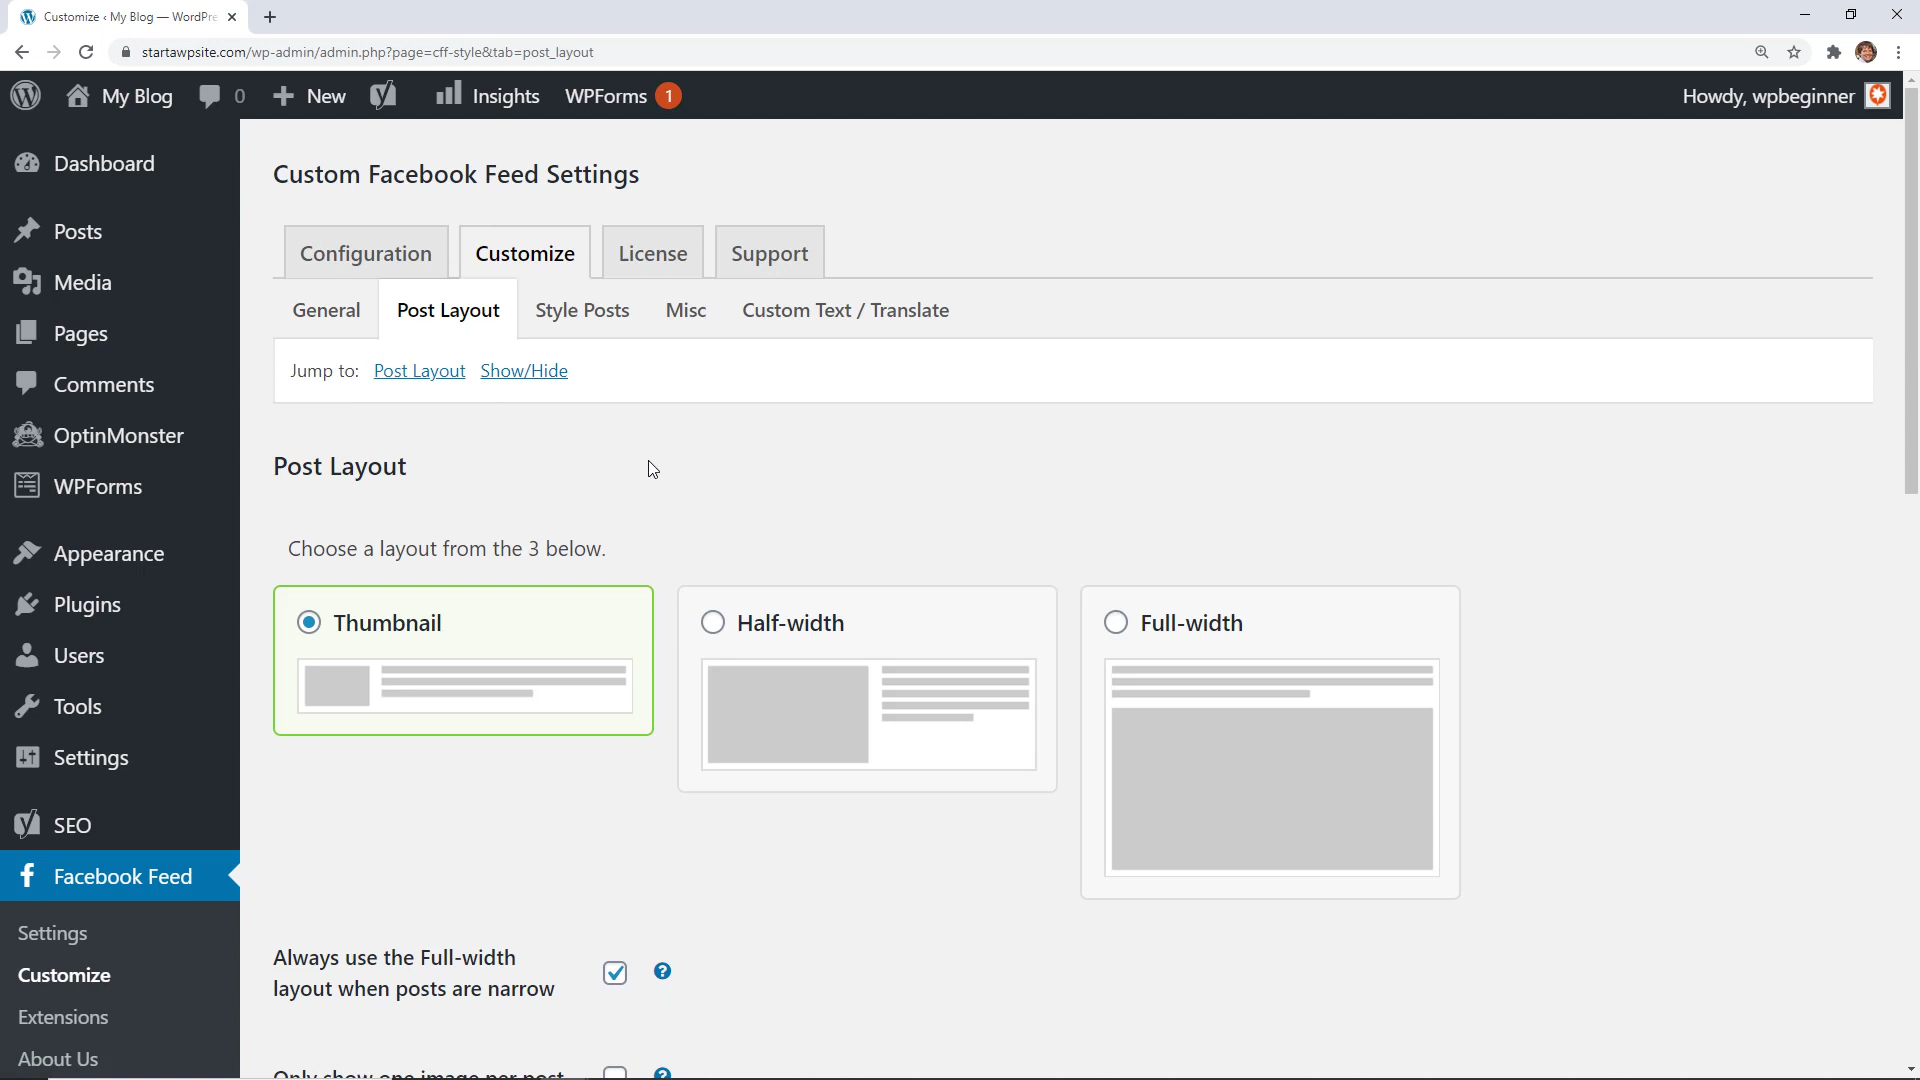 Customize ‹ My Blog — WordPre
startawpsite.com/wp-admin/admin.php?page=cff-style&tab=post_layout
My Blog 0 New Insights WPForms 1 Howdy, wpbeginner
Dashboard
Posts
Media
Pages
Comments
OptinMonster
WPForms
Appearance
Plugins
Users
Tools
Settings
SEO
Facebook Feed
Settings
Customize
Extensions
About Us
Custom Facebook Feed Settings
Configuration Customize License Support
General Post Layout Style Posts Misc Custom Text / Translate
Jump to: Post Layout Show/Hide
Post Layout
Choose a layout from the 3 below.
Thumbnail Half-width Full-width
Always use the Full-width
layout when posts are narrow
Only show one image per post